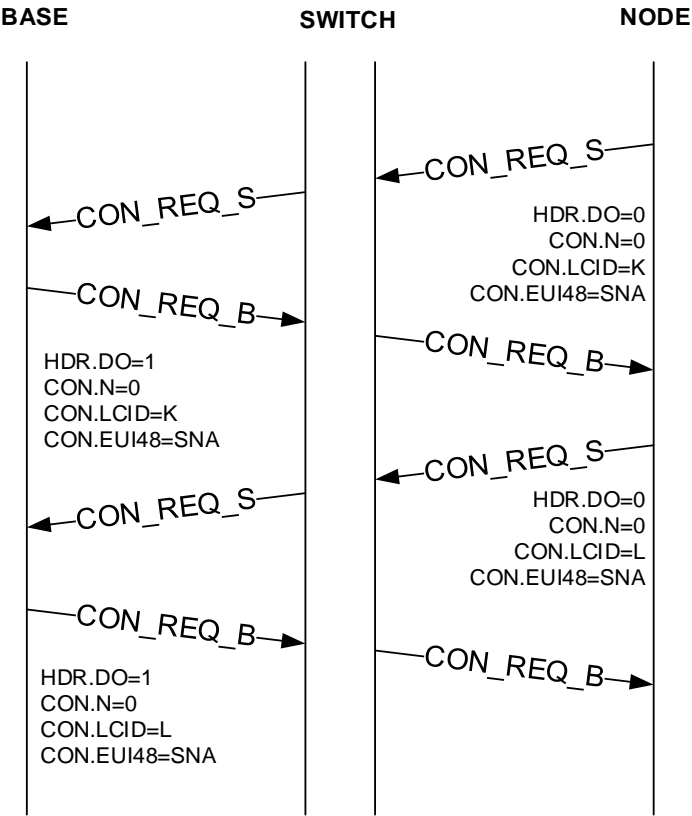 BASE
SWITCH
NODE
CON_REQ_S
CON_REQ_S
HDR.DO=0
CON.N=0
CON.LCID=K
CON.EUI48=SNA
CON_REQ_B
CON_REQ_B
HDR.DO=1
CON.N=0
CON.LCID=K
CON.EUI48=SNA
CON_REQ_S
CON_REQ_S
HDR.DO=0
CON.N=0
CON.LCID=L
CON.EUI48=SNA
CON_REQ_B
CON_REQ_B
HDR.DO=1
CON.N=0
CON.LCID=L
CON.EUI48=SNA